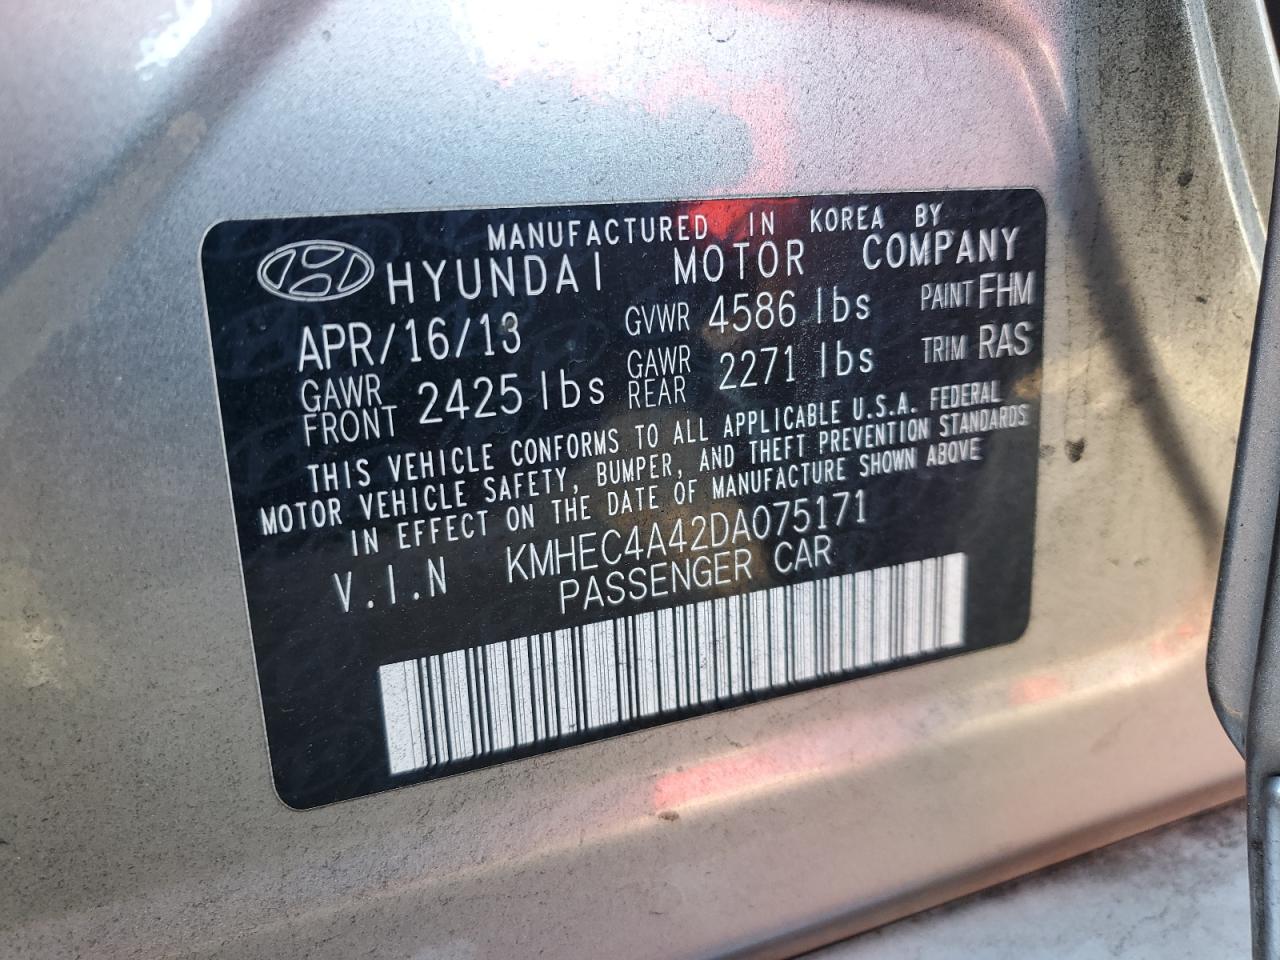 MANUFACTURED IN KOREA BY
HYUNDAI MOTOR COMPANY
APR/16/13 GVWR 4586 lbs PAINT FHM
GAWR FRONT 2425 lbs GAWR REAR 2271 lbs TRIM RAS
THIS VEHICLE CONFORMS TO ALL APPLICABLE U.S.A. FEDERAL
MOTOR VEHICLE SAFETY, BUMPER, AND THEFT PREVENTION STANDARDS
IN EFFECT ON THE DATE OF MANUFACTURE SHOWN ABOVE
V.I.N KMHEC4A42DA075171
PASSENGER CAR